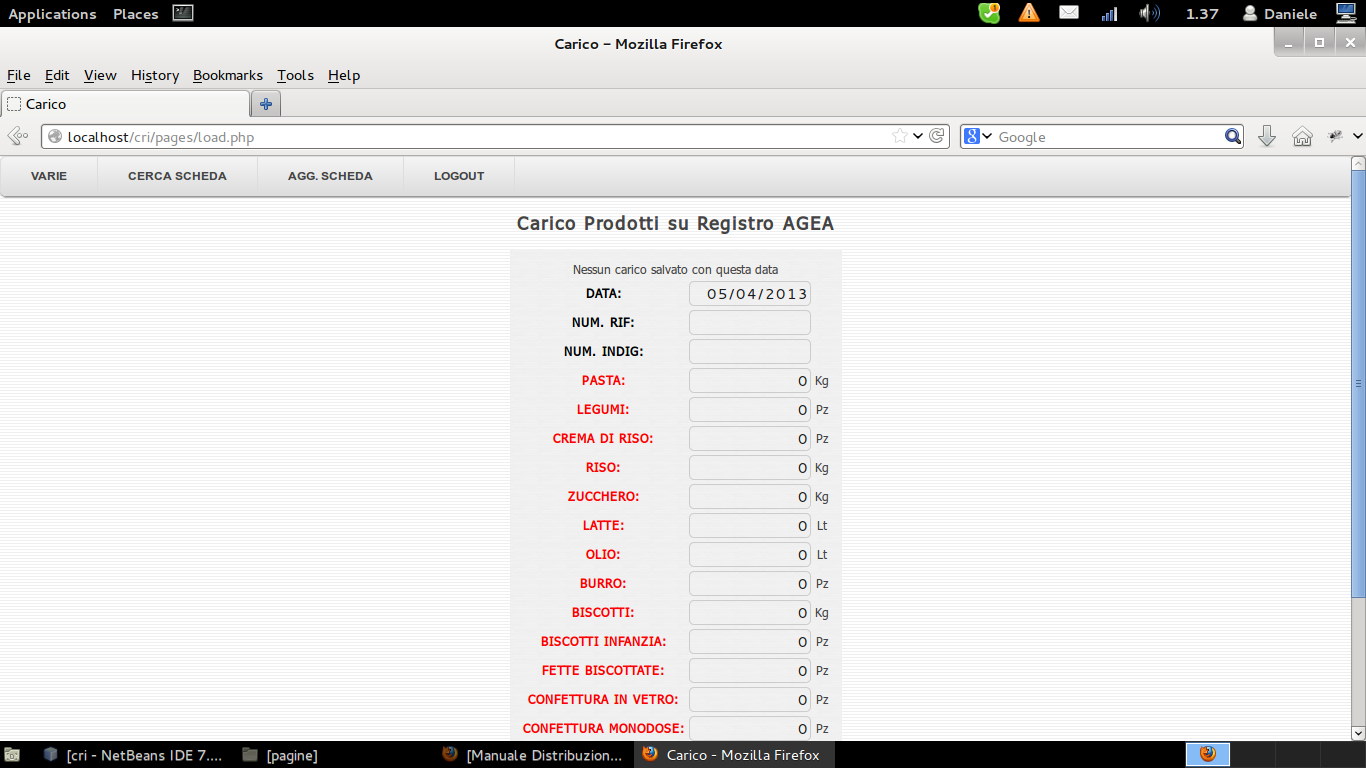 Applications Places 1.37 Daniele
Carico - Mozilla Firefox
File Edit View History Bookmarks Tools Help
Carico
localhost/cri/pages/load.php Google
VARIE CERCA SCHEDA AGG. SCHEDA LOGOUT
Carico Prodotti su Registro AGEA
Nessun carico salvato con questa data
DATA: 05/04/2013
NUM. RIF:
NUM. INDIG:
PASTA: 0 Kg
LEGUMI: 0 Pz
CREMA DI RISO: 0 Pz
RISO: 0 Kg
ZUCCHERO: 0 Kg
LATTE: 0 Lt
OLIO: 0 Lt
BURRO: 0 Pz
BISCOTTI: 0 Kg
BISCOTTI INFANZIA: 0 Pz
FETTE BISCOTTATE: 0 Pz
CONFETTURA IN VETRO: 0 Pz
CONFETTURA MONODOSE: 0 Pz
[cri - NetBeans IDE 7.... [pagine] [Manuale Distribuzion... Carico - Mozilla Firefox